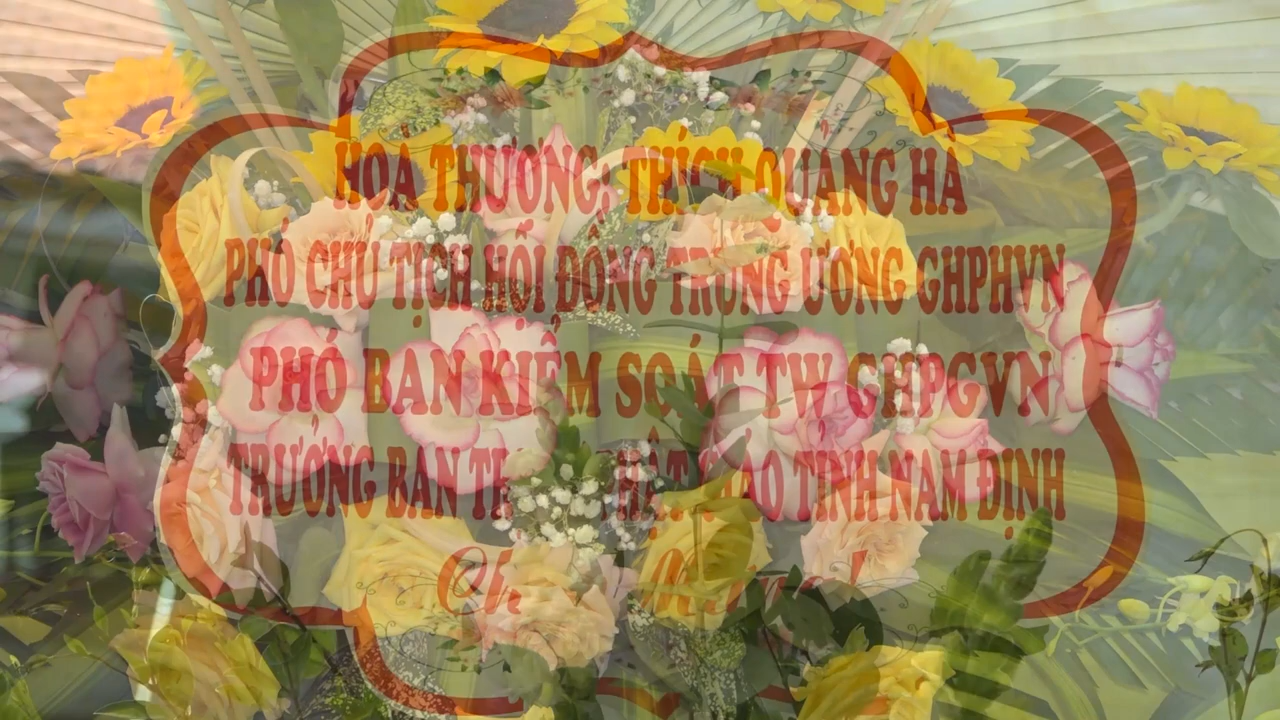 HOÀ THƯỢNG, THÍCH QUẢNG HÀ
PHÓ CHỦ TỊCH HỘI ĐỒNG TRUNG ƯƠNG GHPHVN
PHÓ BAN KIỂM SOÁT TW GHPGVN
TRƯỞNG BAN TỈNH NAM ĐỊNH